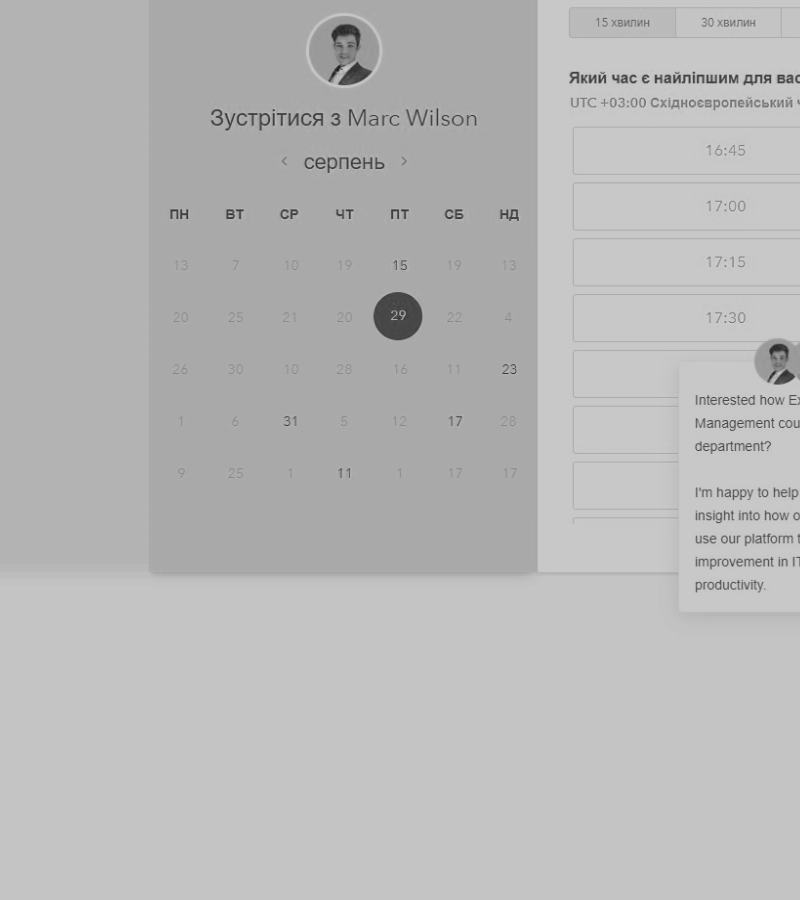 Зустрітися з Marc Wilson
серпень
ПН ВТ СР ЧТ ПТ СБ НД
13 7 10 19 15 19 13
20 25 21 20 29 22 4
26 30 10 28 16 11 23
1 6 31 5 12 17 28
9 25 1 11 1 17 17
15 хвилин 30 хвилин
Який час є найліпшим для вас
UTC +03:00 Східноєвропейський ч
16:45
17:00
17:15
17:30
Interested how Ex
Management cou
department?
I'm happy to help
insight into how o
use our platform t
improvement in IT
productivity.